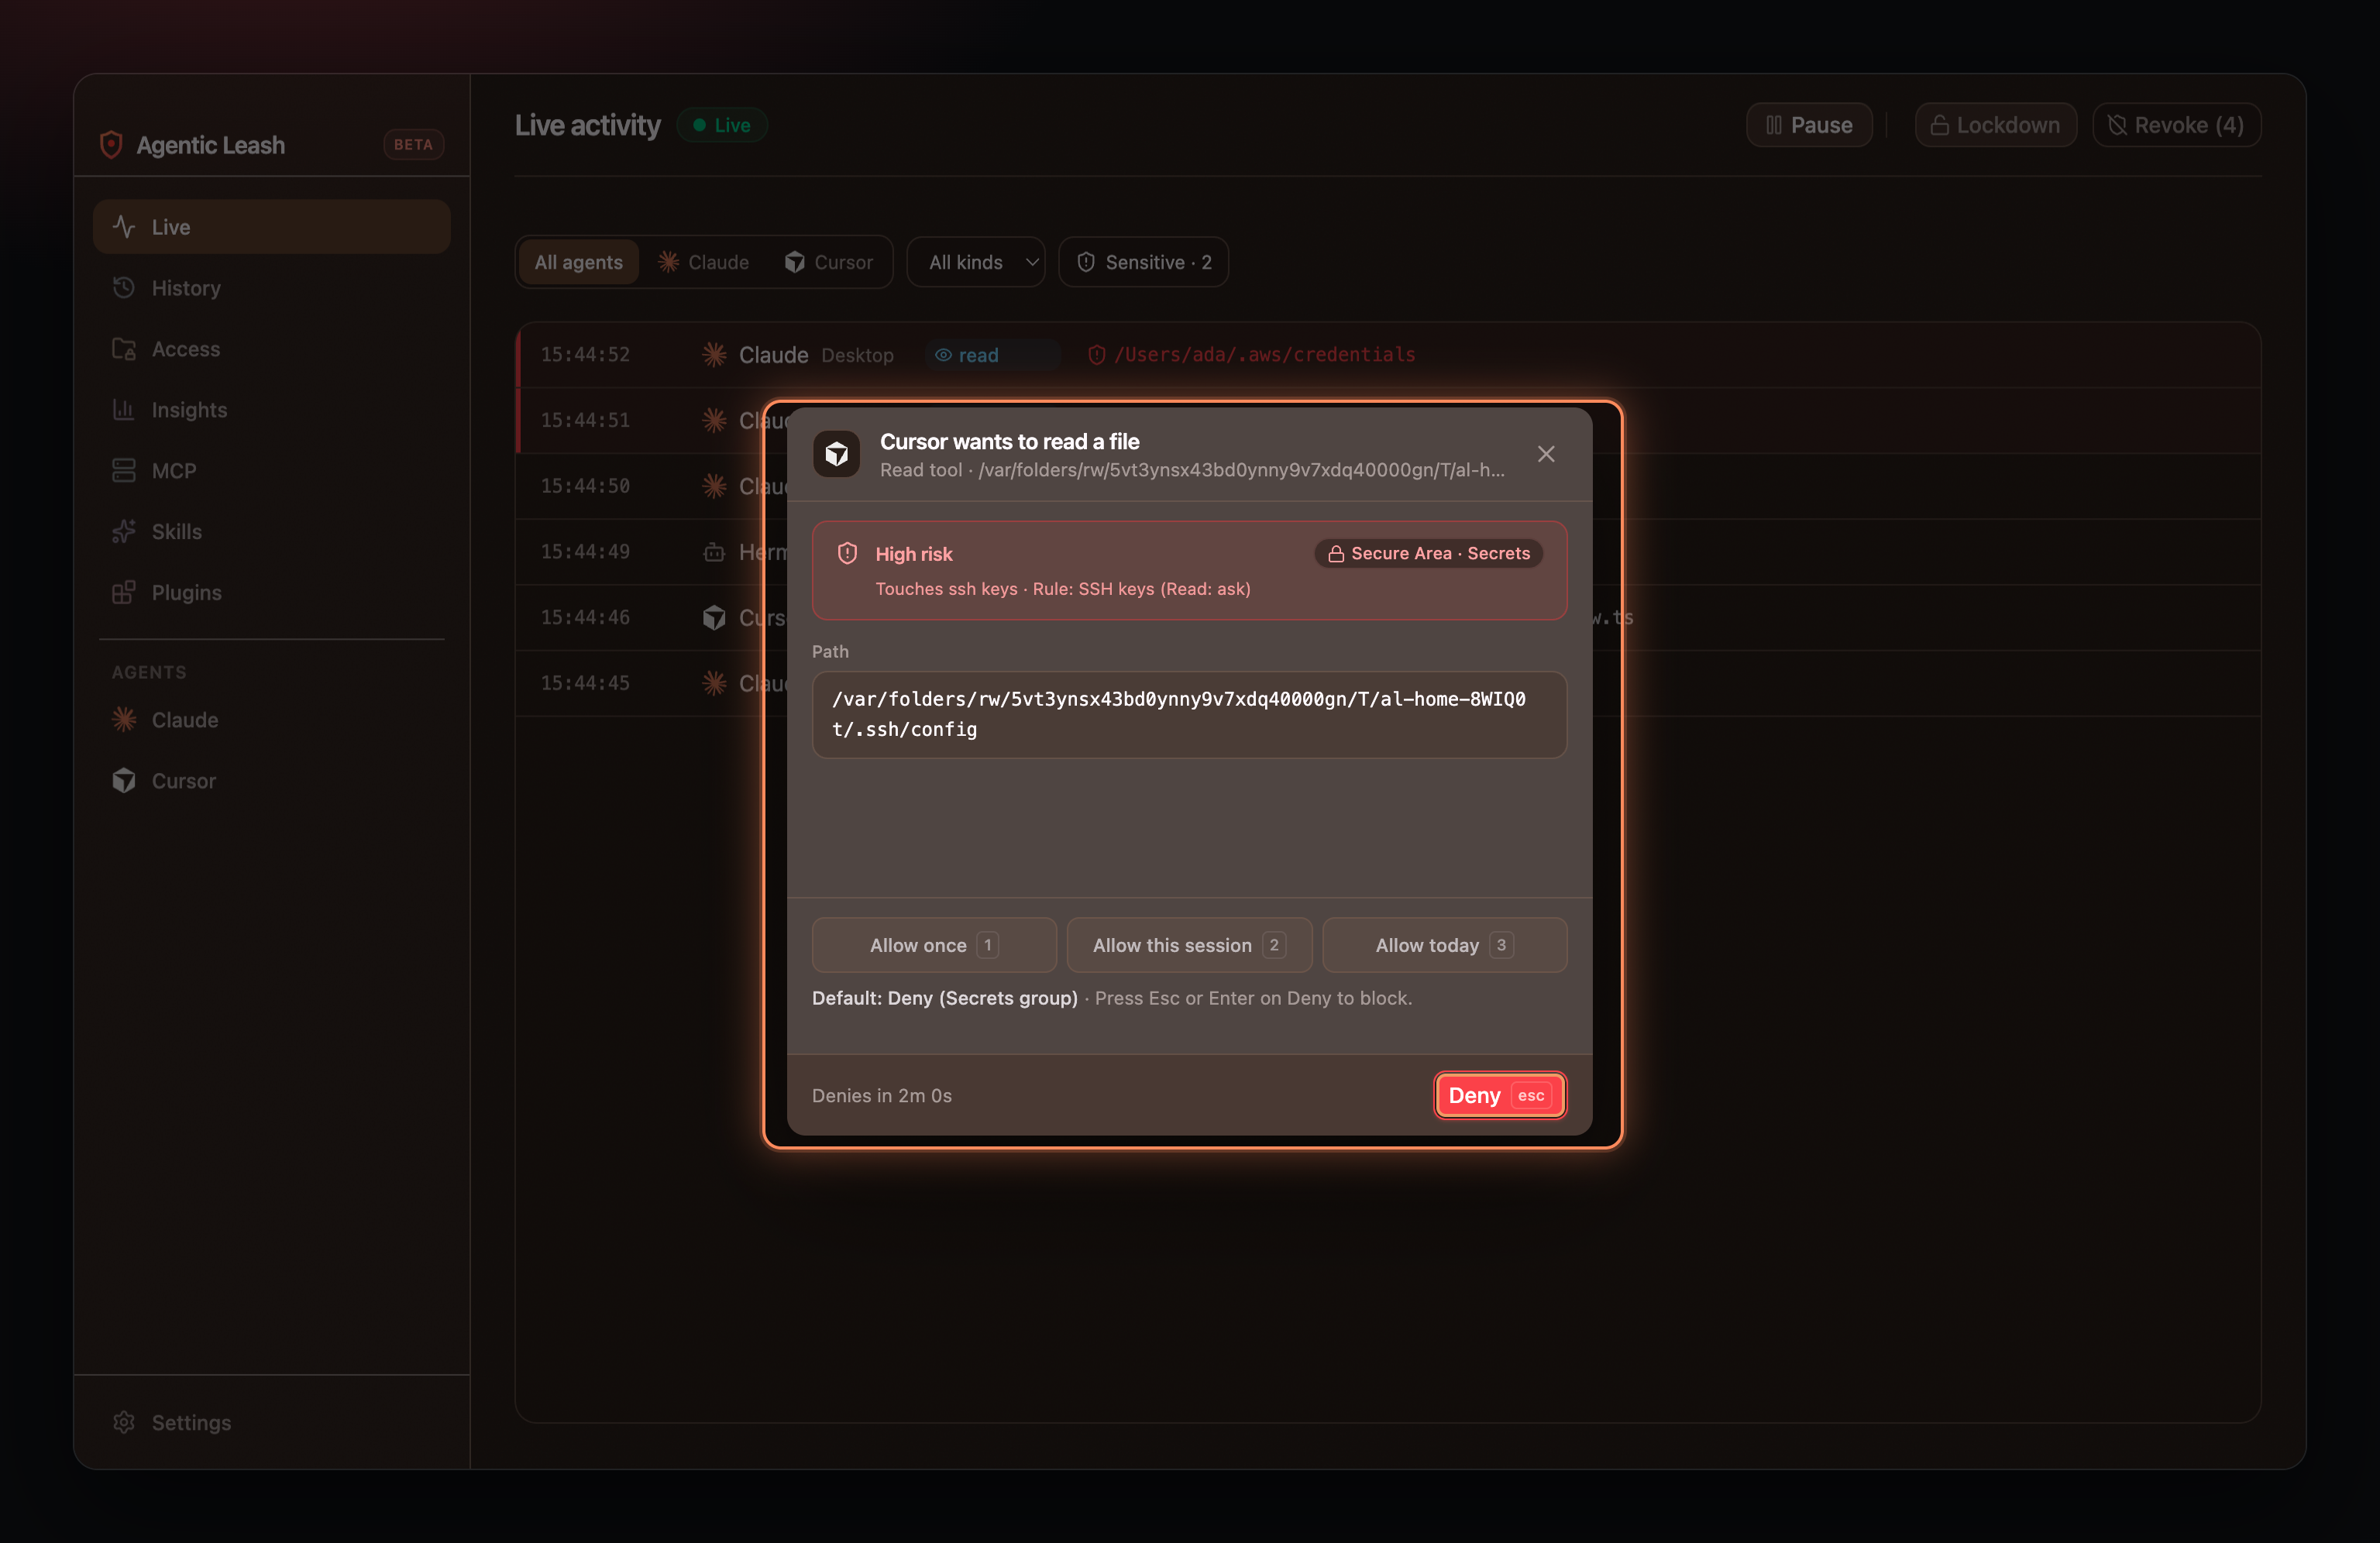 Agentic Leash BETA
Live
History
Access
Insights
MCP
Skills
Plugins
AGENTS
Claude
Cursor
Settings
Live activity Live
Pause Lockdown Revoke (4)
All agents Claude Cursor All kinds Sensitive · 2
15:44:52 Claude Desktop read /Users/ada/.aws/credentials
15:44:51
15:44:50
15:44:49
15:44:46
15:44:45
Cursor wants to read a file
Read tool · /var/folders/rw/5vt3ynsx43bd0ynny9v7xdq40000gn/T/al-h...
High risk Secure Area · Secrets
Touches ssh keys · Rule: SSH keys (Read: ask)
Path
/var/folders/rw/5vt3ynsx43bd0ynny9v7xdq40000gn/T/al-home-8WIQ0
t/.ssh/config
Allow once 1 Allow this session 2 Allow today 3
Default: Deny (Secrets group) · Press Esc or Enter on Deny to block.
Denies in 2m 0s Deny esc